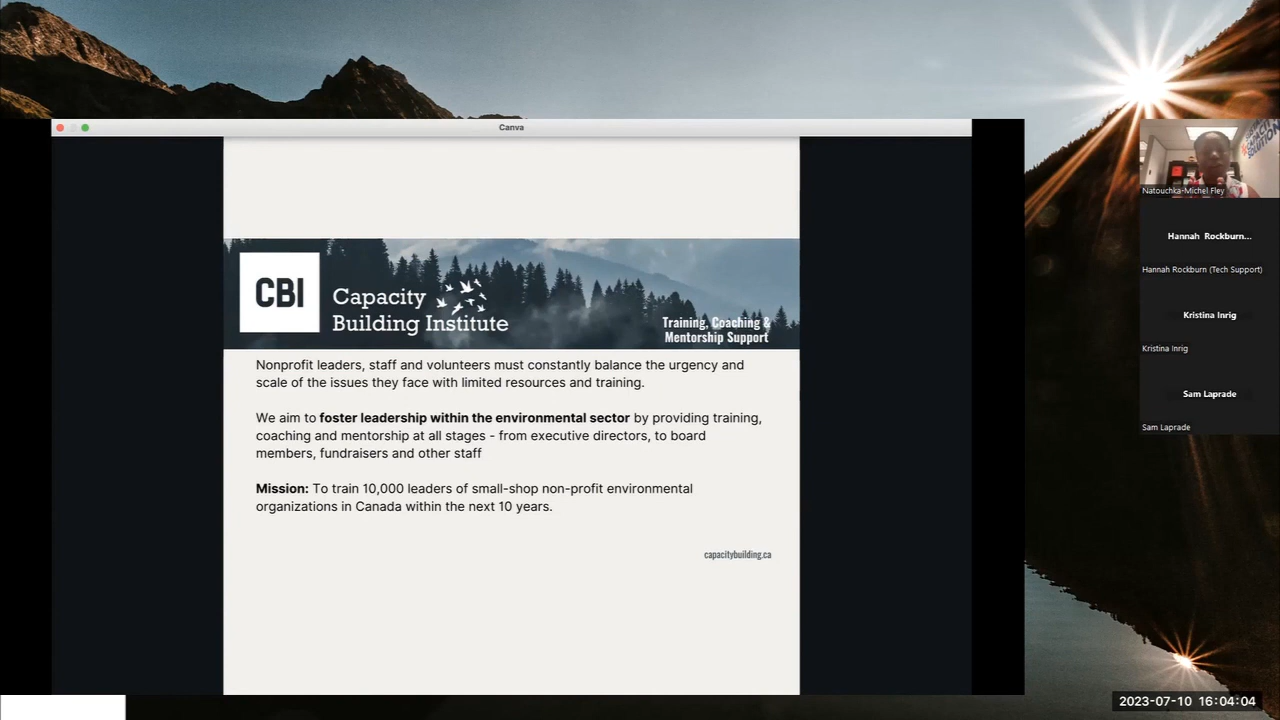 Canva
CBI
Capacity
Building Institute
Training, Coaching &
Mentorship Support
Nonprofit leaders, staff and volunteers must constantly balance the urgency and
scale of the issues they face with limited resources and training.
We aim to foster leadership within the environmental sector by providing training,
coaching and mentorship at all stages - from executive directors, to board
members, fundraisers and other staff
Mission: To train 10,000 leaders of small-shop non-profit environmental
organizations in Canada within the next 10 years.
capacitybuilding.ca
Natouchka-Michel Fley
Hannah Rockburn...
Hannah Rockburn (Tech Support)
Kristina Inrig
Kristina Inrig
Sam Laprade
Sam Laprade
2023-07-10 16:04:04